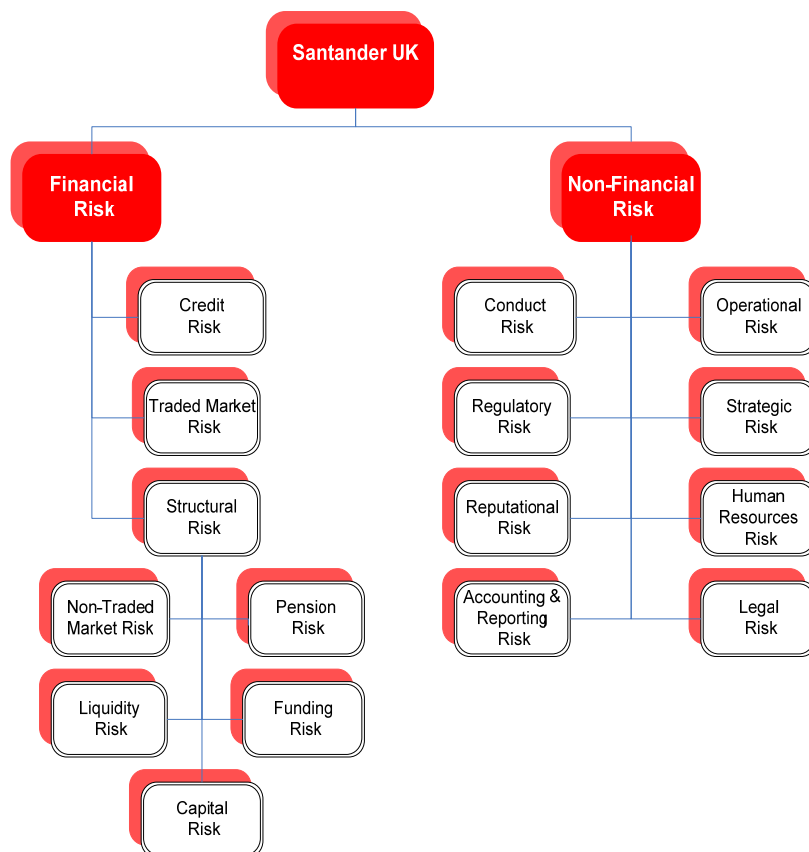 Santander UK
Financial
Risk
Non-Financial
Risk
Credit
Risk
Conduct
Risk
Operational
Risk
Traded Market
Risk
Regulatory
Risk
Strategic
Risk
Structural
Risk
Reputational
Risk
Human
Resources
Risk
Non-Traded
Market Risk
Pension
Risk
Accounting &
Reporting
Risk
Legal
Risk
Liquidity
Risk
Funding
Risk
Capital
Risk